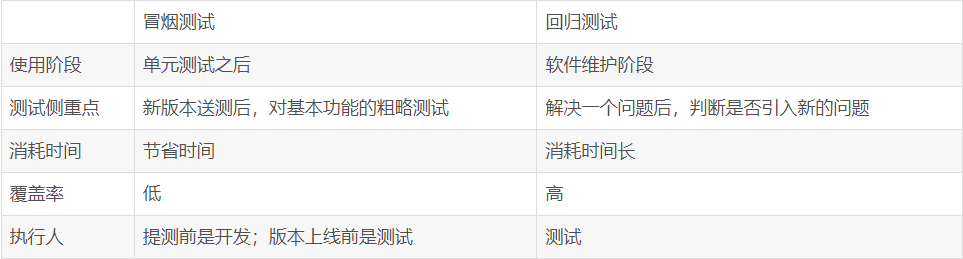 冒烟测试 回归测试
使用阶段 单元测试之后 软件维护阶段
测试侧重点 新版本送测后，对基本功能的粗略测试 解决一个问题后，判断是否引入新的问题
消耗时间 节省时间 消耗时间长
覆盖率 低 高
执行人 提测前是开发；版本上线前是测试 测试